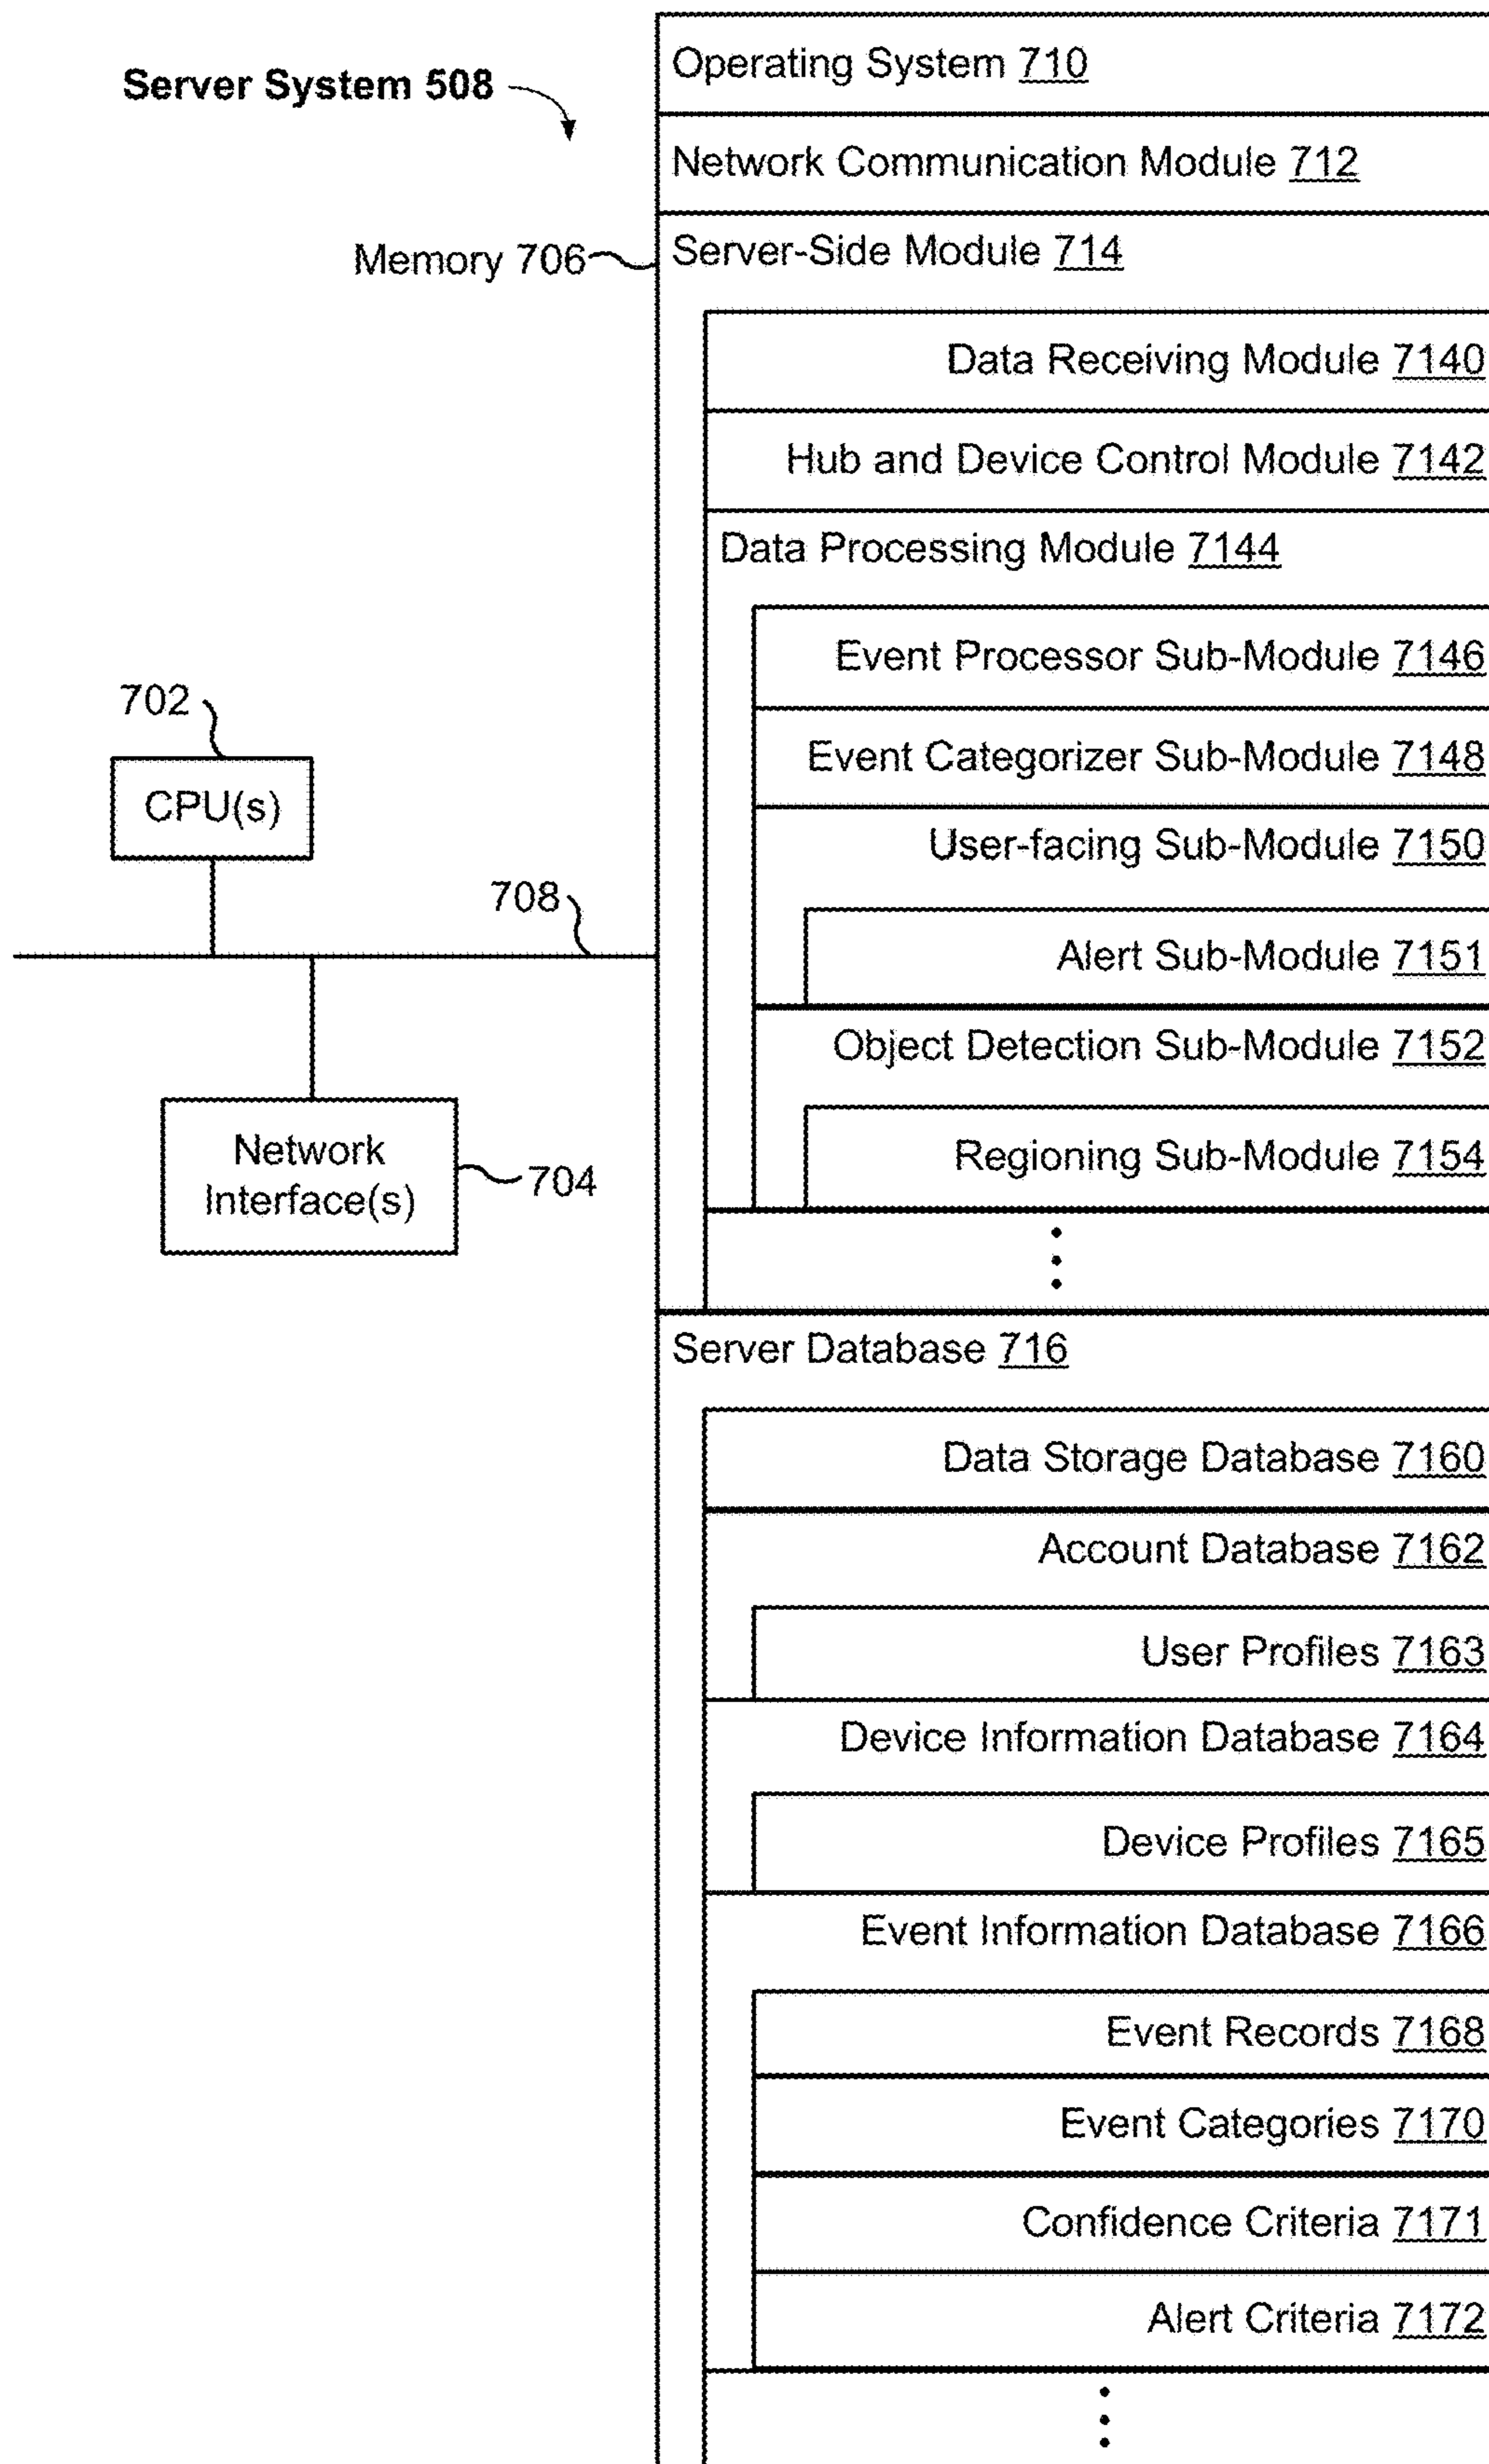 Server System 508
Operating System 710
Network Communication Module 712
Memory 706
Server-Side Module 714
Data Receiving Module 7140
Hub and Device Control Module 7142
Data Processing Module 7144
Event Processor Sub-Module 7146
Event Categorizer Sub-Module 7148
User-facing Sub-Module 7150
Alert Sub-Module 7151
Object Detection Sub-Module 7152
Regioning Sub-Module 7154
702
CPU(s)
708
Network
Interface(s)
704
Server Database 716
Data Storage Database 7160
Account Database 7162
User Profiles 7163
Device Information Database 7164
Device Profiles 7165
Event Information Database 7166
Event Records 7168
Event Categories 7170
Confidence Criteria 7171
Alert Criteria 7172